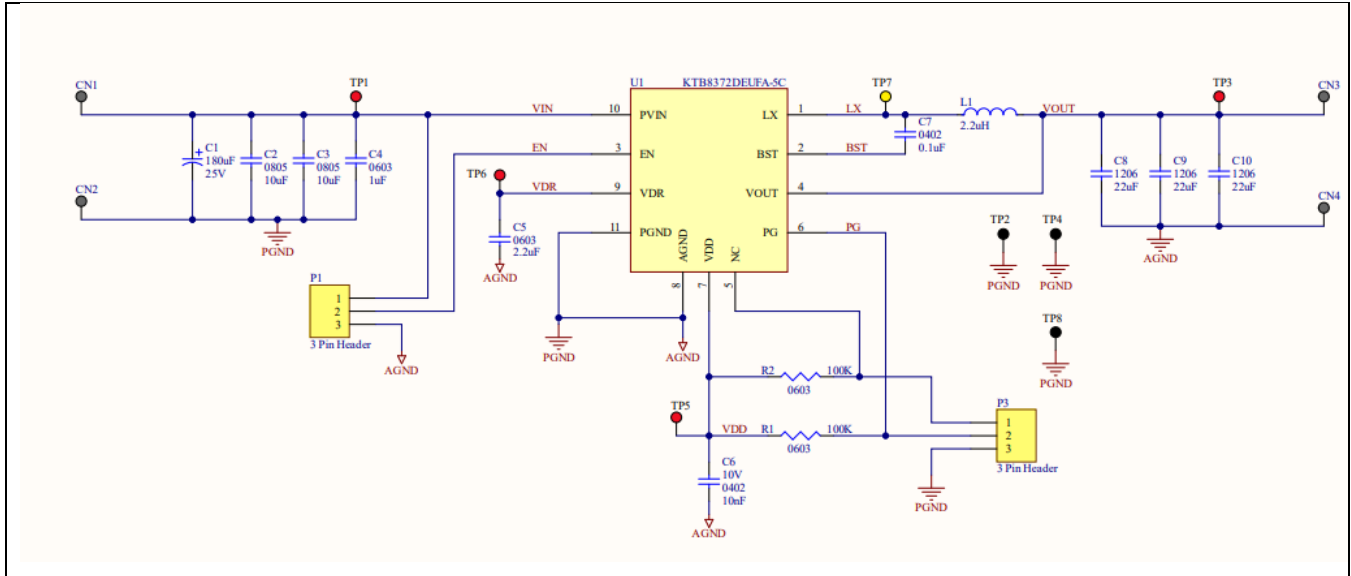 CN1
TP1
U1 KTB8372DEUFA-5C
TP7
TP3
CN3
VIN 10 PVIN
LX 1 LX
L1
2.2uH
VOUT
C1
180uF
25V
C2
0805
10uF
C3
0805
10uF
C4
0603
1uF
EN 3 EN
BST 2 BST
C7
0402
0.1uF
C8
1206
22uF
C9
1206
22uF
C10
1206
22uF
CN2
TP6
VDR 9 VDR
VOUT 4
CN4
PGND
C5
0603
2.2uF
AGND
11 PGND
PG 6 PG
AGND
VDD
NC
8
7
5
TP2
PGND
TP4
PGND
AGND
P1
1
2
3
3 Pin Header
AGND
PGND
AGND
TP8
PGND
R2 100K
0603
TP5
VDD R1 100K
0603
P3
1
2
3
3 Pin Header
PGND
C6
10V
0402
10nF
AGND